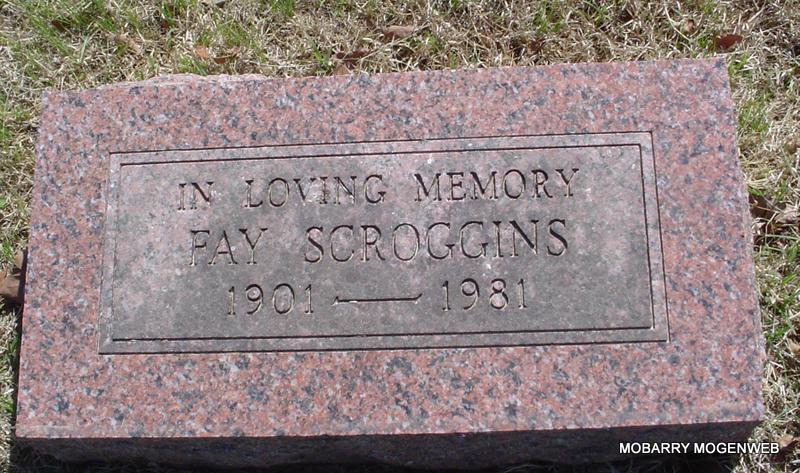 IN LOVING MEMORY
FAY SCROGGINS
1901 — 1981
MOBARRY MOGENWEB